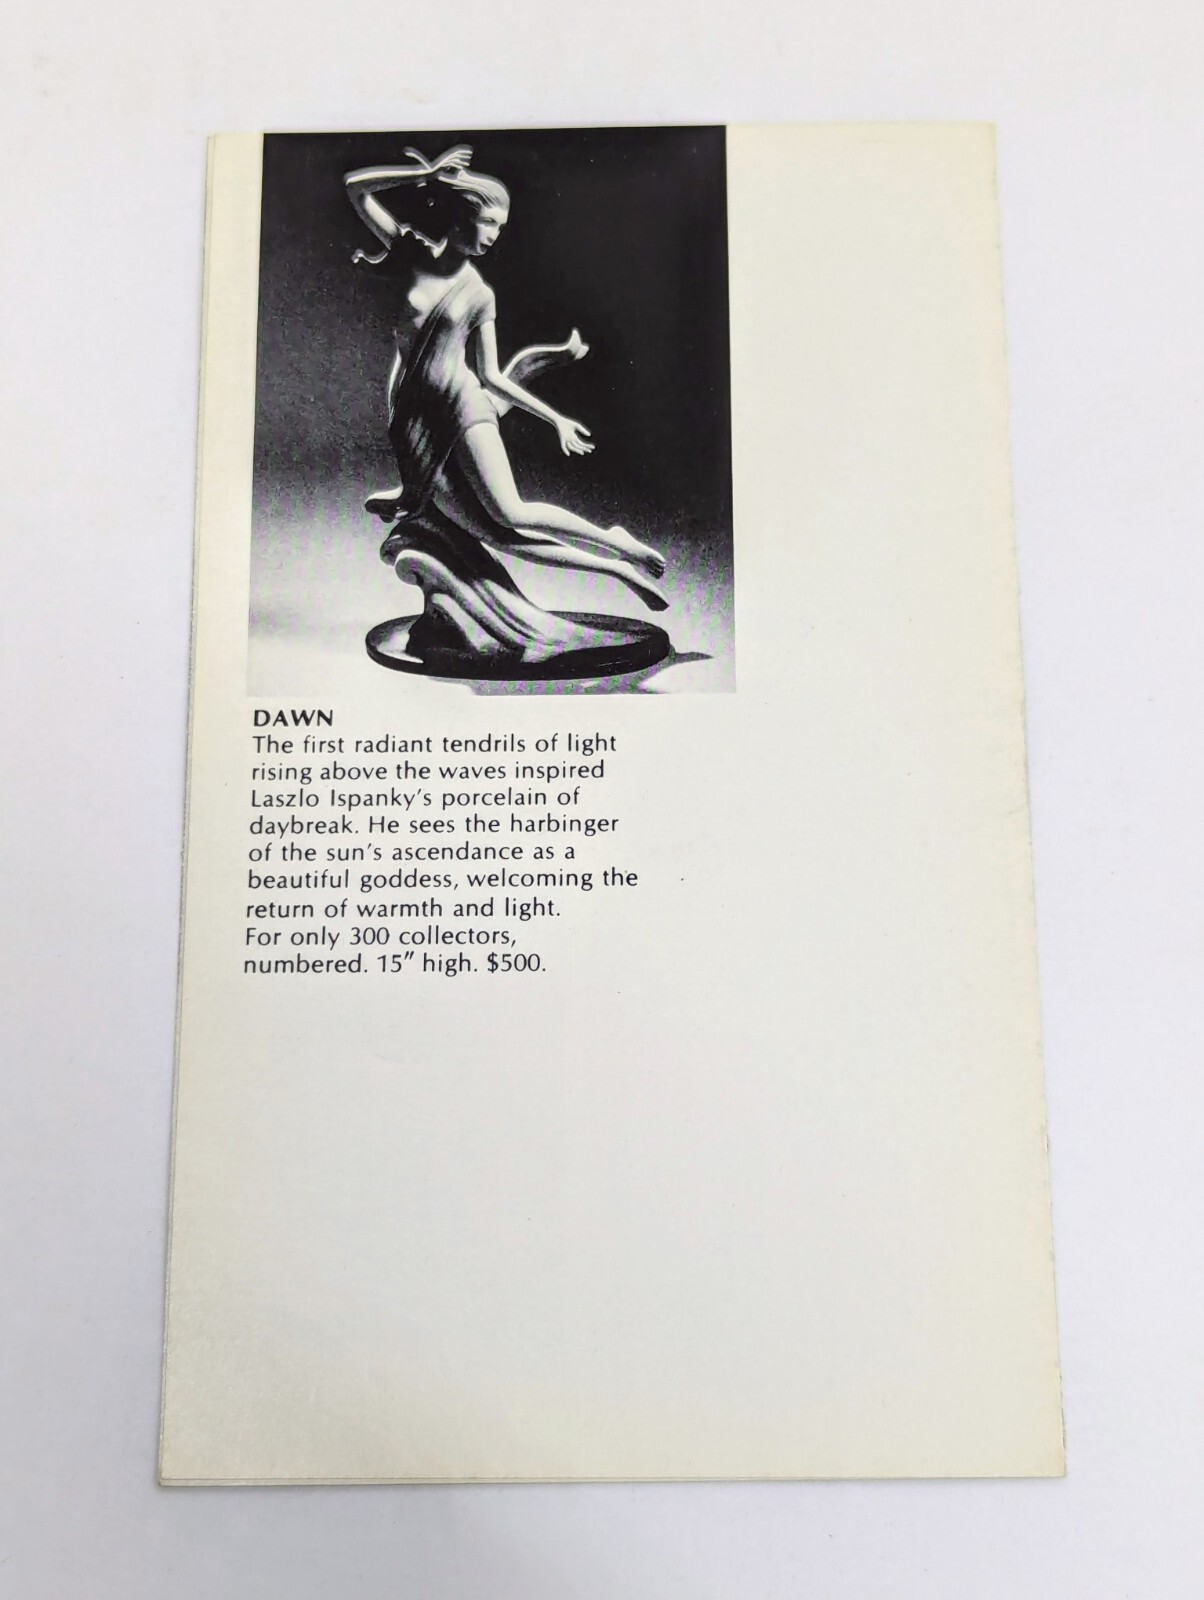 DAWN
The first radiant tendrils of light
rising above the waves inspired
Laszlo Ispanky's porcelain of
daybreak. He sees the harbinger
of the sun's ascendance as a
beautiful goddess, welcoming the
return of warmth and light.
For only 300 collectors,
numbered. 15" high. $500.